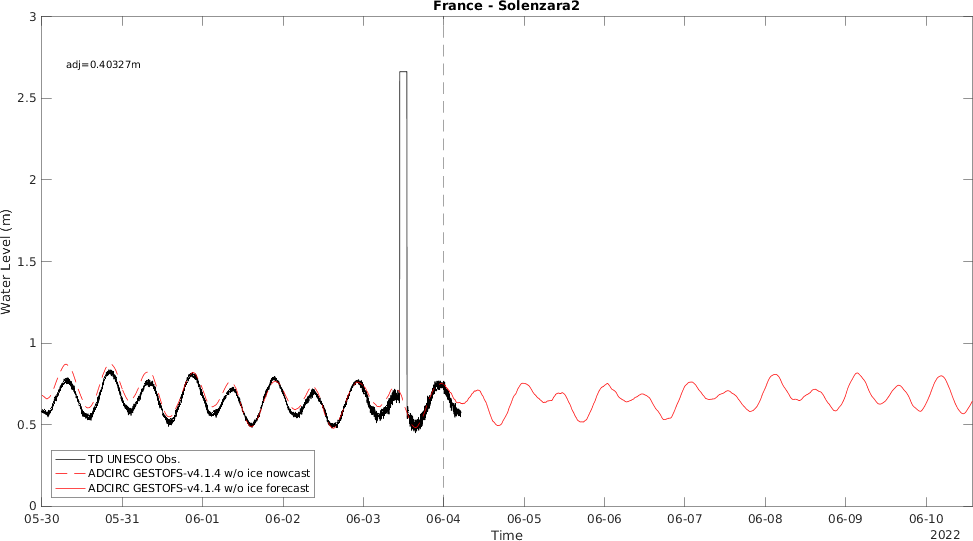 France - Solenzara2
adj=0.40327m
3
2.5
2
1.5
1
0.5
0
Water Level (m)
TD UNESCO Obs.
ADCIRC GESTOFS-v4.1.4 w/o ice nowcast
ADCIRC GESTOFS-v4.1.4 w/o ice forecast
05-30 05-31 06-01 06-02 06-03 06-04 06-05 06-06 06-07 06-08 06-09 06-10
Time
2022